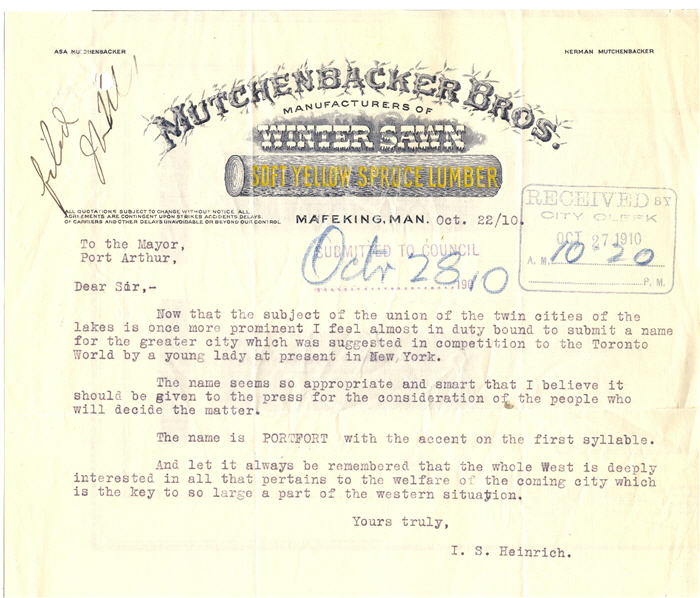 ASA MUTCHENBACKER
HERMAN MUTCHENBACKER
filed
MUTCHENBACKER BROS.
MANUFACTURERS OF
WINTER SAWN
SOFT YELLOW SPRUCE LUMBER
ALL QUOTATIONS SUBJECT TO CHANGE WITHOUT NOTICE. ALL
AGREEMENTS ARE CONTINGENT UPON STRIKES ACCIDENTS DELAYS
OF CARRIERS AND OTHER DELAYS UNAVOIDABLE OR BEYOND OUR CONTROL
MAFEKING, MAN. Oct. 22/10.
RECEIVED BY
CITY CLERK
OCT 27 1910
A.M. 10-20
P.M.
SUBMITTED TO COUNCIL
Octr 28 10
190
To the Mayor,
Port Arthur,
Dear Sir,-
Now that the subject of the union of the twin cities of the
lakes is once more prominent I feel almost in duty bound to submit a name
for the greater city which was suggested in competition to the Toronto
World by a young lady at present in New York.
The name seems so appropriate and smart that I believe it
should be given to the press for the consideration of the people who
will decide the matter.
The name is PORTFORT with the accent on the first syllable.
And let it always be remembered that the whole West is deeply
interested in all that pertains to the welfare of the coming city which
is the key to so large a part of the western situation.
Yours truly,
I. S. Heinrich.